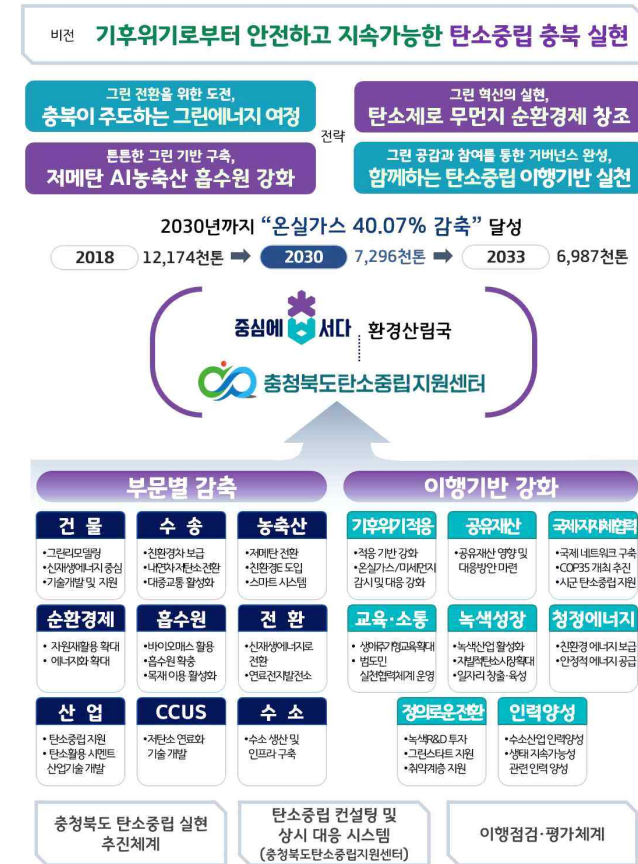 비전 기후위기로부터 안전하고 지속가능한 탄소중립 충북 실현
그린 전환을 위한 도전,
충북이 주도하는 그린에너지 여정
그린 혁신의 실현,
탄소제로 무먼지 순환경제 창조
전략
튼튼한 그린 기반 구축,
저메탄 AI농축산 흡수원 강화
그린 공감과 참여를 통한 거버넌스 완성,
함께하는 탄소중립 이행기반 실천
2030년까지 “온실가스 40.07% 감축” 달성
2018 12,174천톤 ➡ 2030 7,296천톤 ➡ 2033 6,987천톤
중심에 서다 환경산림국
충청북도탄소중립지원센터
부문별 감축
건 물
•그린리모델링
•신재생에너지 중심
•기술개발 및 지원
수 송
•친환경차 보급
•내연차저탄소전환
•대중교통 활성화
농축산
•저메탄 전환
•친환경E 도입
•스마트 시스템
순환경제
• 자원재활용 확대
• 에너지화 확대
흡수원
•바이오매스 활용
•흡수원 확충
•목재 이용 활성화
전 환
•신재생에너지로
전환
•연료전지발전소
산 업
• 탄소중립 지원
• 탄소활용 시멘트
산업기술 개발
CCUS
•저탄소 연료화
기술 개발
수 소
•수소 생산 및
인프라 구축
이행기반 강화
기후위기적응
•적응 기반 강화
•온실가스/미세먼지
감시 및 대응 강화
공유재산
•공유재산 영향 및
대응방안 마련
국제·지자체협력
•국제 네트워크 구축
•COP35 개최 추진
•시군 탄소중립 지원
교육·소통
• 생애주기형교육확대
• 범도민
실천협력체계 운영
녹색성장
•녹색산업 활성화
•자발적탄소시장확대
•일자리 창출·육성
청정에너지
•친환경 에너지 보급
•안정적 에너지 공급
정의로운전환
•녹색R&D 투자
•그린스타트 지원
•취약계층 지원
인력양성
•수소산업 인력양성
•생태 지속가능성
관련 인력 양성
충청북도 탄소중립 실현
추진체계
탄소중립 컨설팅 및
상시 대응 시스템
(충청북도탄소중립지원센터)
이행점검·평가체계